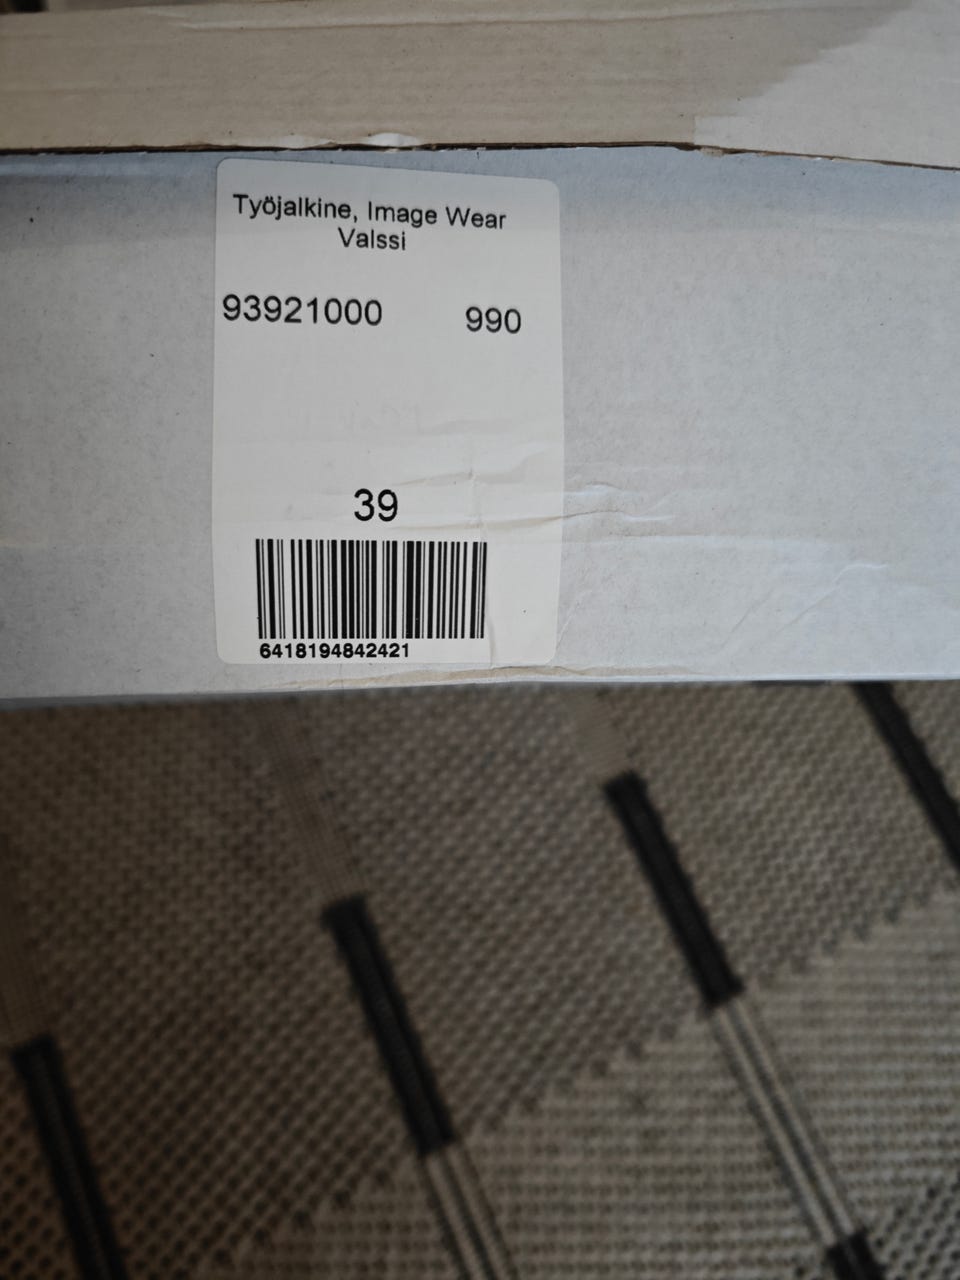 Työjalkine, Image Wear
Valssi
93921000 990
39
6418194842421